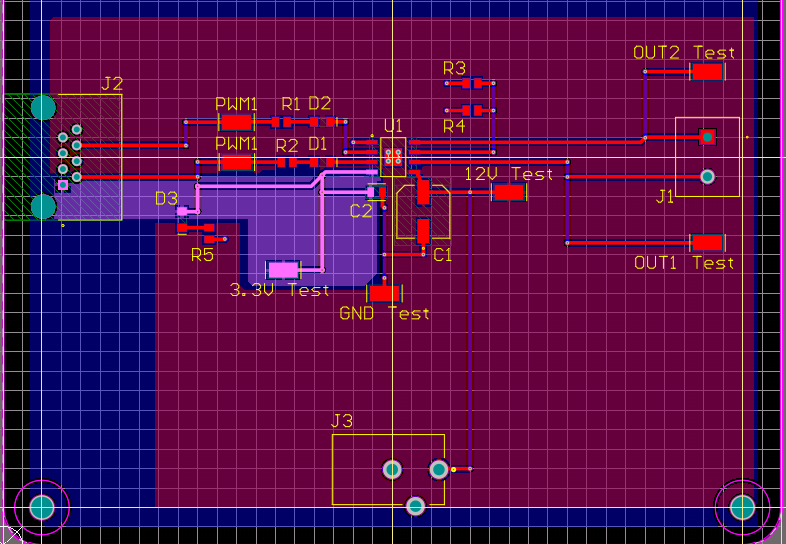 OUT2 Test
R3
J2
PWM1 R1 D2
R4
U1
PWM1 R2 D1
12V Test
D3
C2
J1
R5
C1
OUT1 Test
3.3V Test
GND Test
J3